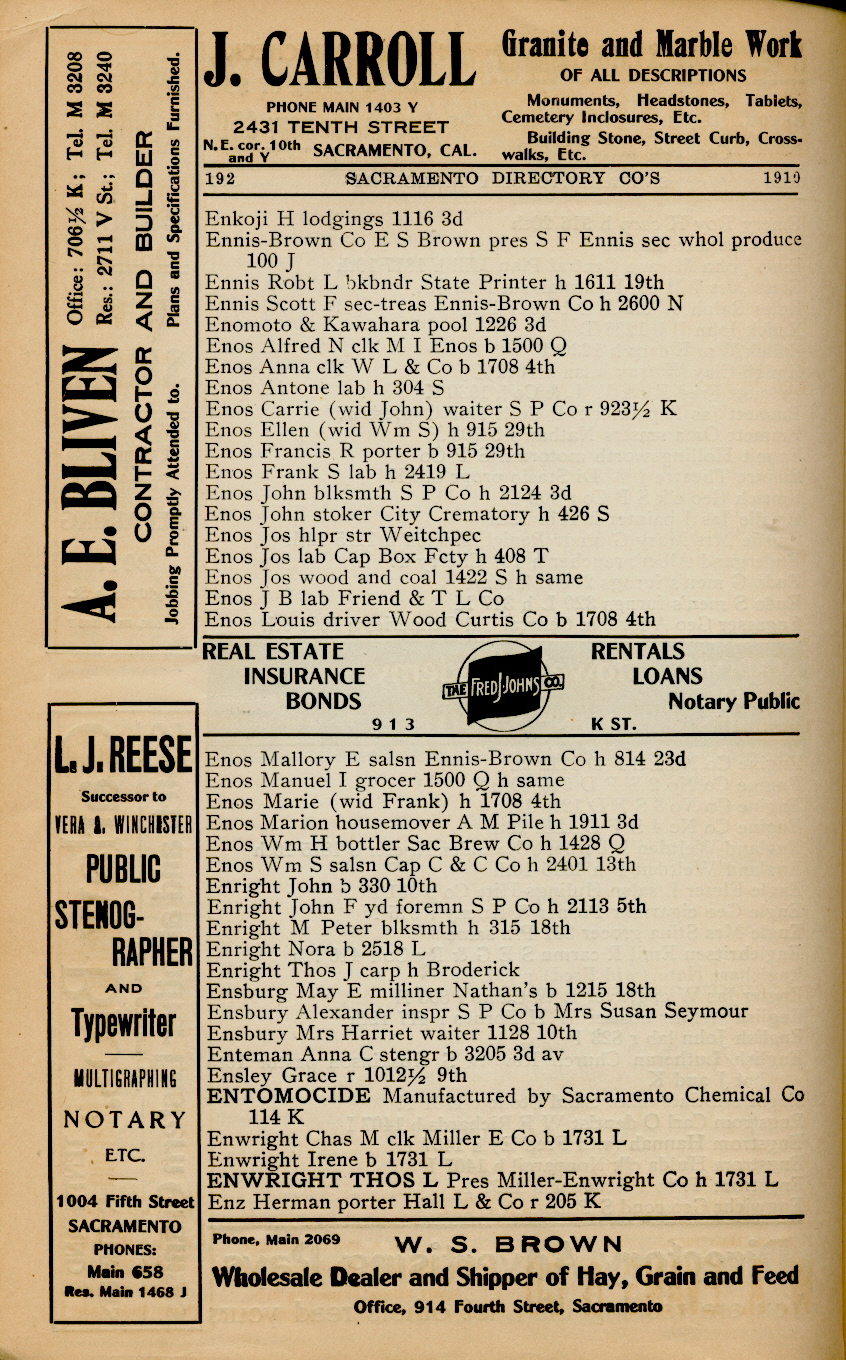 J. CARROLL
PHONE MAIN 1403 Y
2431 TENTH STREET
N.E. cor. 10th and Y SACRAMENTO, CAL.
Granite and Marble Work
OF ALL DESCRIPTIONS
Monuments, Headstones, Tablets,
Cemetery Inclosures, Etc.
Building Stone, Street Curb, Cross-
walks, Etc.
192 SACRAMENTO DIRECTORY CO'S 1910
A. E. BLIVEN
Office: 706½ K; Tel. M 3208
Res.: 2711 V St.; Tel. M 3240
CONTRACTOR AND BUILDER
Jobbing Promptly Attended to. Plans and Specifications Furnished.
Enkoji H lodgings 1116 3d
Ennis-Brown Co E S Brown pres S F Ennis sec whol produce
100 J
Ennis Robt L bkbndr State Printer h 1611 19th
Ennis Scott F sec-treas Ennis-Brown Co h 2600 N
Enomoto & Kawahara pool 1226 3d
Enos Alfred N clk M I Enos b 1500 Q
Enos Anna clk W L & Co b 1708 4th
Enos Antone lab h 304 S
Enos Carrie (wid John) waiter S P Co r 923½ K
Enos Ellen (wid Wm S) h 915 29th
Enos Francis R porter b 915 29th
Enos Frank S lab h 2419 L
Enos John blksmth S P Co h 2124 3d
Enos John stoker City Crematory h 426 S
Enos Jos hlpr str Weitchpec
Enos Jos lab Cap Box Fcty h 408 T
Enos Jos wood and coal 1422 S h same
Enos J B lab Friend & T L Co
Enos Louis driver Wood Curtis Co b 1708 4th
REAL ESTATE
INSURANCE
BONDS
THE FRED J. JOHNS CO.
RENTALS
LOANS
Notary Public
913 K ST.
L. J. REESE
Successor to
VERA A. WINCHESTER
PUBLIC
STENOG-
RAPHER
AND
Typewriter
MULTIGRAPHING
NOTARY
ETC.
1004 Fifth Street
SACRAMENTO
PHONES:
Main 658
Res. Main 1468 J
Enos Mallory E salsn Ennis-Brown Co h 814 23d
Enos Manuel I grocer 1500 Q h same
Enos Marie (wid Frank) h 1708 4th
Enos Marion housemover A M Pile h 1911 3d
Enos Wm H bottler Sac Brew Co h 1428 Q
Enos Wm S salsn Cap C & C Co h 2401 13th
Enright John b 330 10th
Enright John F yd foremn S P Co h 2113 5th
Enright M Peter blksmth h 315 18th
Enright Nora b 2518 L
Enright Thos J carp h Broderick
Ensburg May E milliner Nathan's b 1215 18th
Ensbury Alexander inspr S P Co b Mrs Susan Seymour
Ensbury Mrs Harriet waiter 1128 10th
Enteman Anna C stengr b 3205 3d av
Ensley Grace r 1012½ 9th
ENTOMOCIDE Manufactured by Sacramento Chemical Co
114 K
Enwright Chas M clk Miller E Co b 1731 L
Enwright Irene b 1731 L
ENWRIGHT THOS L Pres Miller-Enwright Co h 1731 L
Enz Herman porter Hall L & Co r 205 K
Phone, Main 2069 W. S. BROWN
Wholesale Dealer and Shipper of Hay, Grain and Feed
Office, 914 Fourth Street, Sacramento